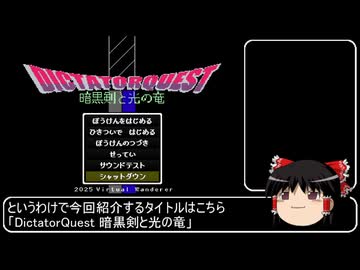 DICTATORQUEST
暗黒剣と光の竜
ぼうけんをはじめる
ひきついで はじめる
ぼうけんのつづき
せってい
サウンドテスト
シャットダウン
2025 Virtual Wanderer
というわけで今回紹介するタイトルはこちら
「DictatorQuest 暗黒剣と光の竜」